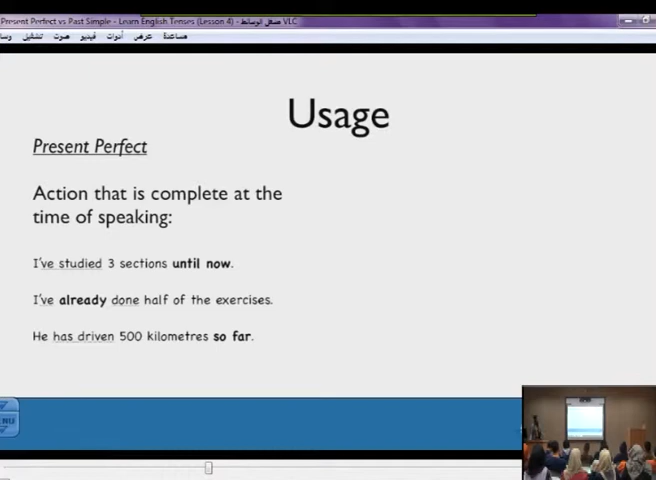 Present Perfect vs Past Simple - Learn English Tenses (Lesson 4) - مشغل الوسائط VLC
مساعدة عرض أدوات فيديو صوت تشغيل وسا
Usage
Present Perfect
Action that is complete at the
time of speaking:
I've studied 3 sections until now.
I've already done half of the exercises.
He has driven 500 kilometres so far.
ENU